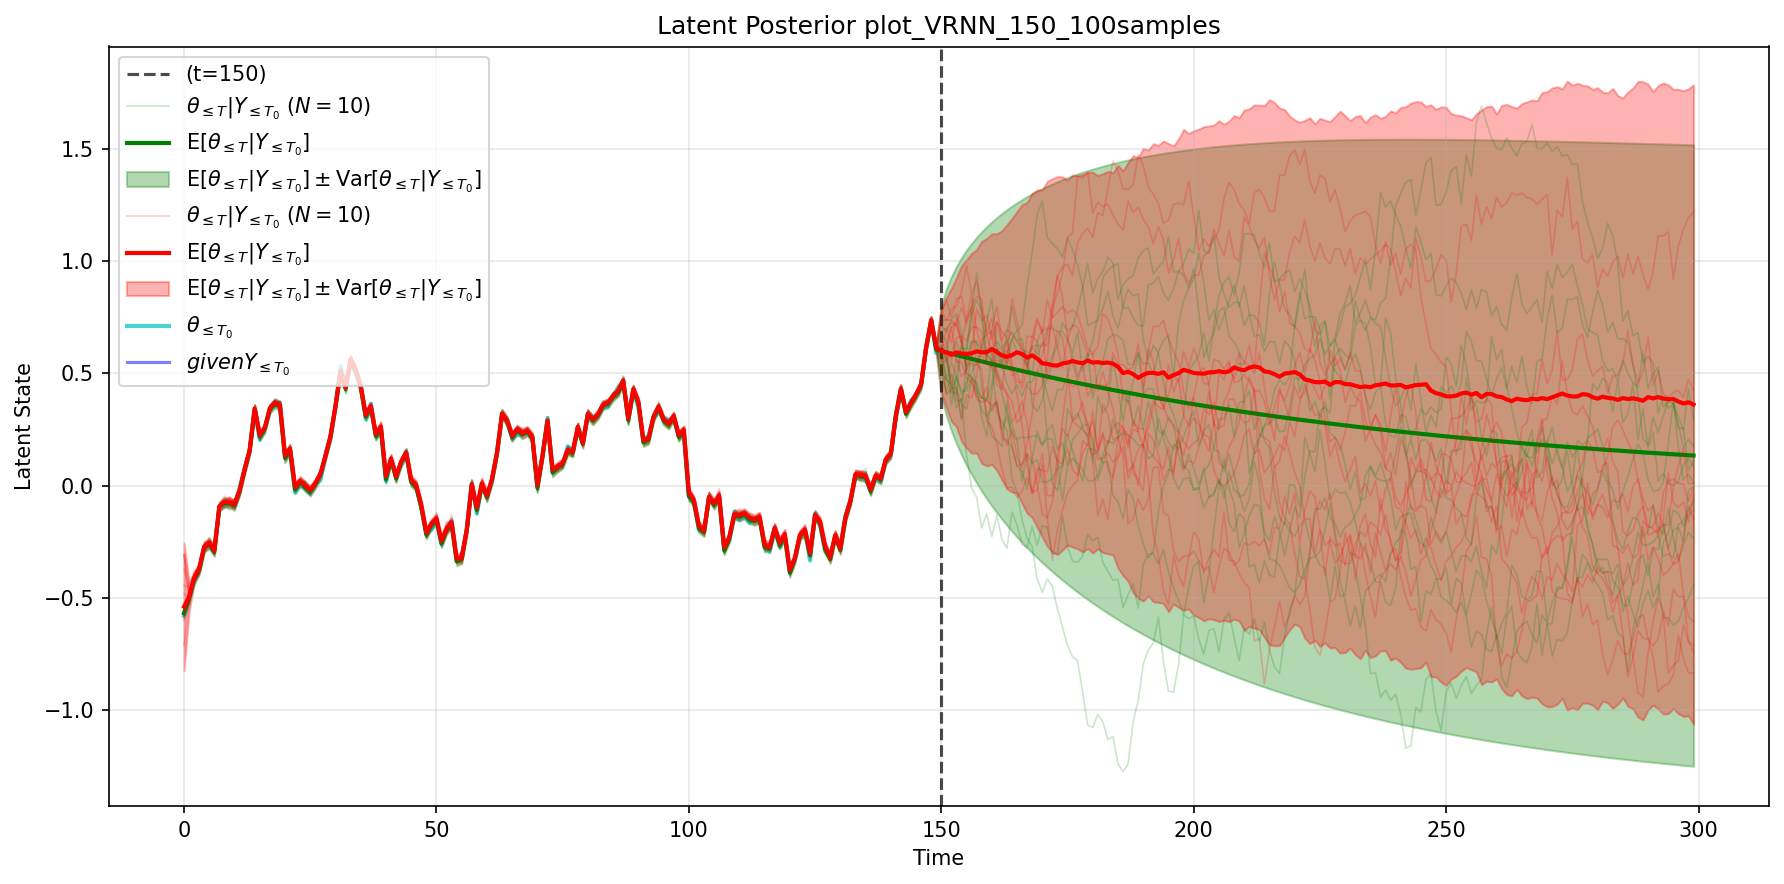 Latent Posterior plot_VRNN_150_100samples
(t=150)
θ≤T|Y≤T₀ (N = 10)
E[θ≤T|Y≤T₀]
E[θ≤T|Y≤T₀] ± Var[θ≤T|Y≤T₀]
θ≤T|Y≤T₀ (N = 10)
E[θ≤T|Y≤T₀]
E[θ≤T|Y≤T₀] ± Var[θ≤T|Y≤T₀]
θ≤T₀
givenY≤T₀
Latent State
1.5
1.0
0.5
0.0
−0.5
−1.0
0 50 100 150 200 250 300
Time